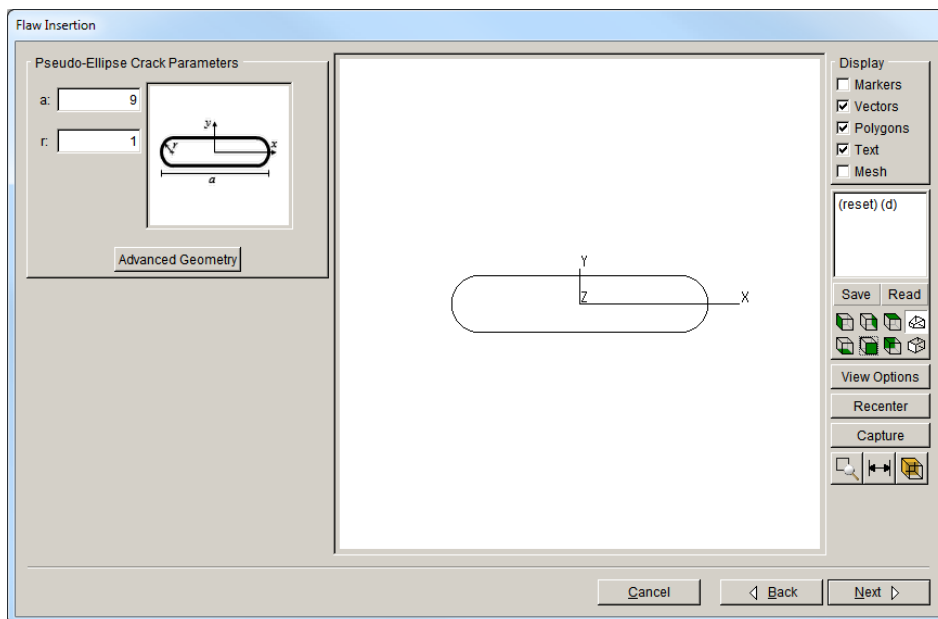 Flaw Insertion
Pseudo-Ellipse Crack Parameters
a: 9
r: 1
y
r
x
a
Advanced Geometry
Y
Z
X
Display
Markers
Vectors
Polygons
Text
Mesh
(reset) (d)
Save Read
View Options
Recenter
Capture
Cancel Back Next